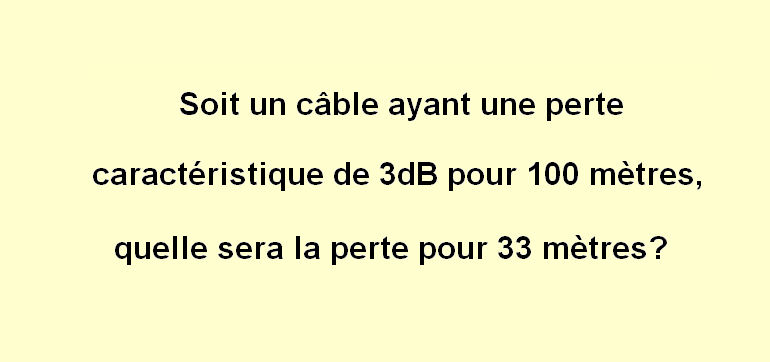 Soit un câble ayant une perte
caractéristique de 3dB pour 100 mètres,
quelle sera la perte pour 33 mètres?